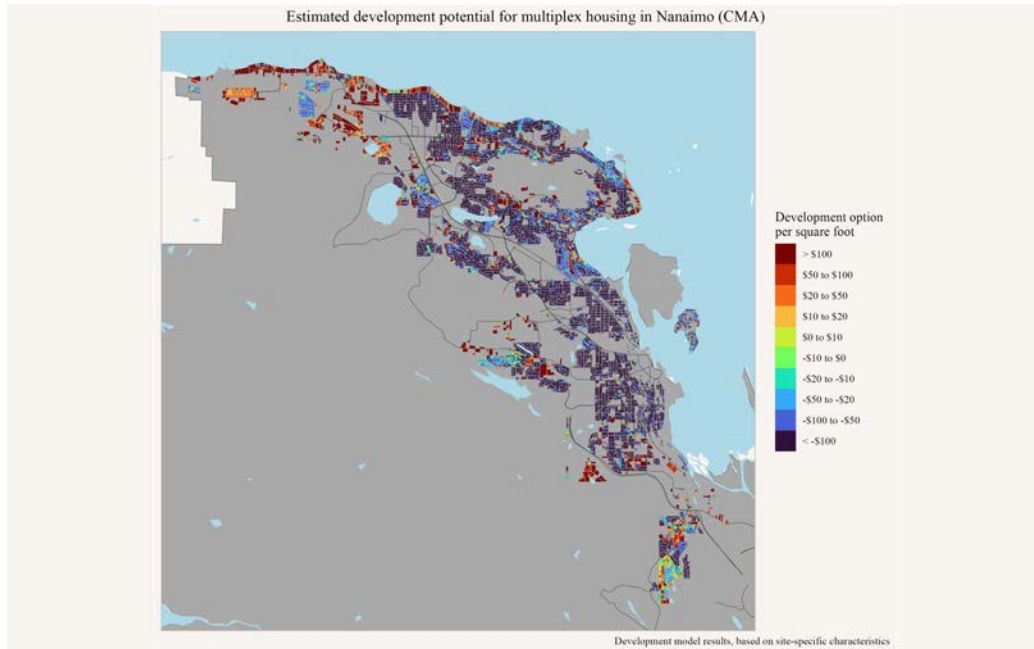 Estimated development potential for multiplex housing in Nanaimo (CMA)
Development option
per square foot
> $100
$50 to $100
$20 to $50
$10 to $20
$0 to $10
-$10 to $0
-$20 to -$10
-$50 to -$20
-$100 to -$50
< -$100
Development model results, based on site-specific characteristics